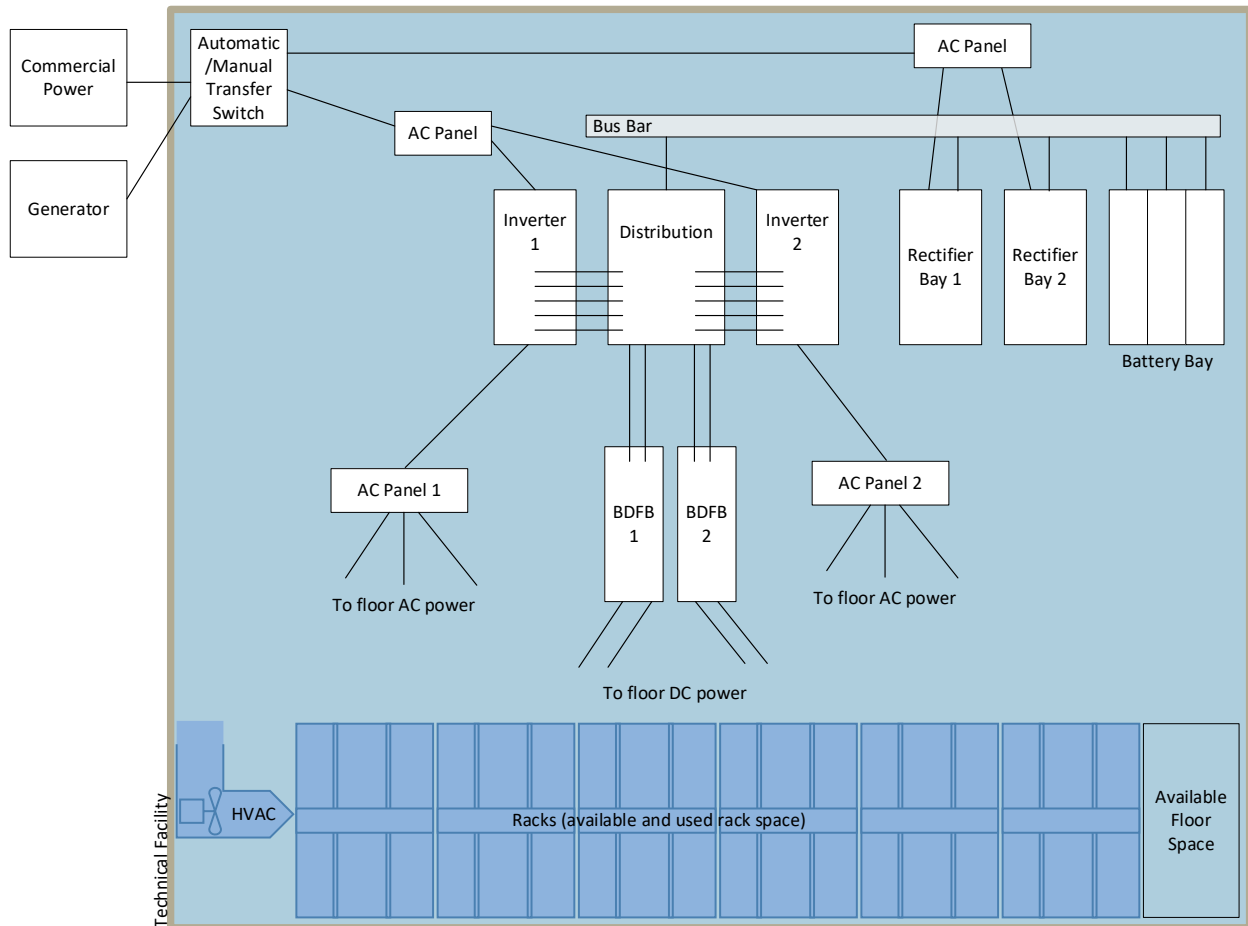 Commercial
Power
Automatic
/Manual
Transfer
Switch
AC Panel
AC Panel
Bus Bar
Generator
Inverter
1
Distribution
Inverter
2
Rectifier
Bay 1
Rectifier
Bay 2
Battery Bay
AC Panel 1
BDFB
1
BDFB
2
AC Panel 2
To floor AC power
To floor AC power
To floor DC power
Technical Facility
HVAC
Racks (available and used rack space)
Available
Floor
Space